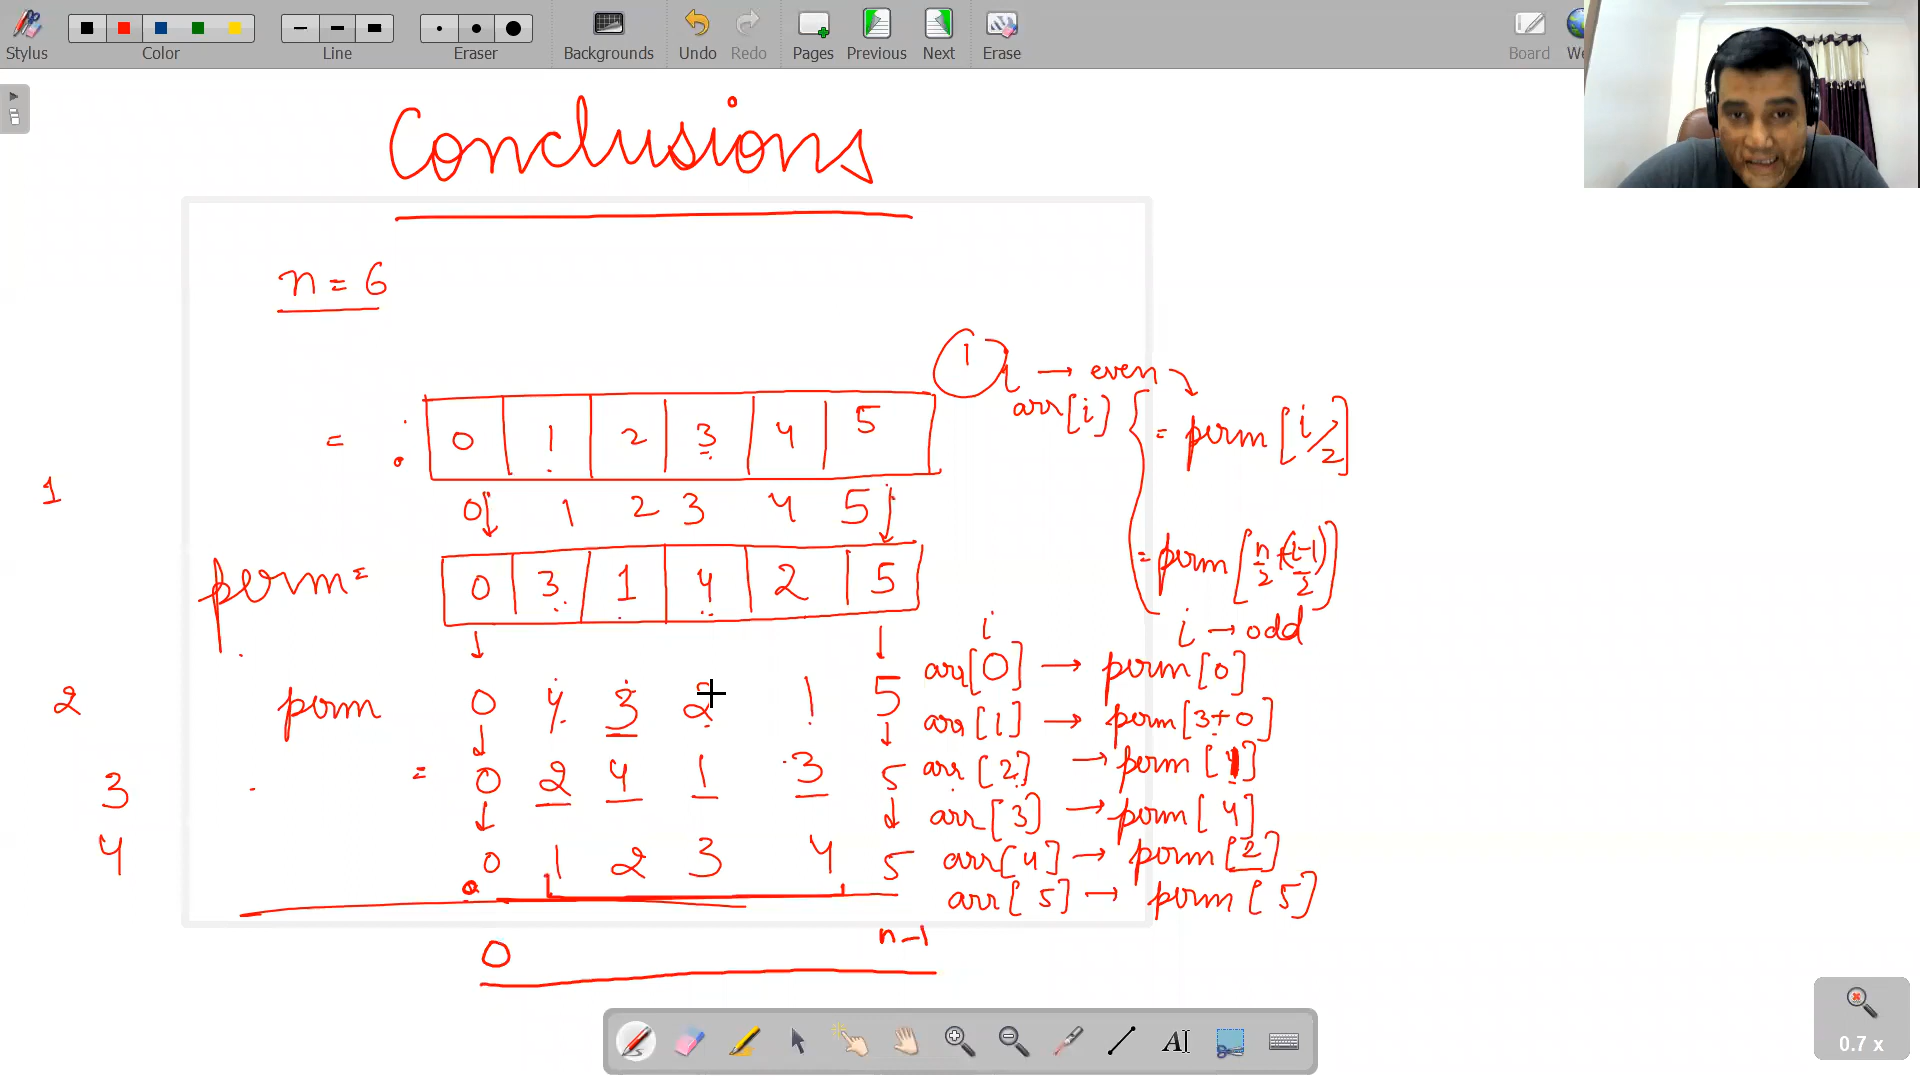 Stylus
Color
Line
Eraser
Backgrounds
Undo
Redo
Pages
Previous
Next
Erase
Board
Conclusions
n = 6
1 i → even
arr[i]
= perm [i/2]
= perm [n/2 + (i-1)/2]
i → odd
= 0 1 2 3 4 5
1
0 1 2 3 4 5
perm = 0 3 1 4 2 5
2 perm = 0 4 3 2 1 5
3 = 0 2 4 1 3 5
4 0 1 2 3 4 5
0 n-1
i
arr[0] → perm[0]
arr[1] → perm[3+0]
arr[2] → perm[1]
arr[3] → perm[4]
arr[4] → perm[2]
arr[5] → perm[5]
0.7 x